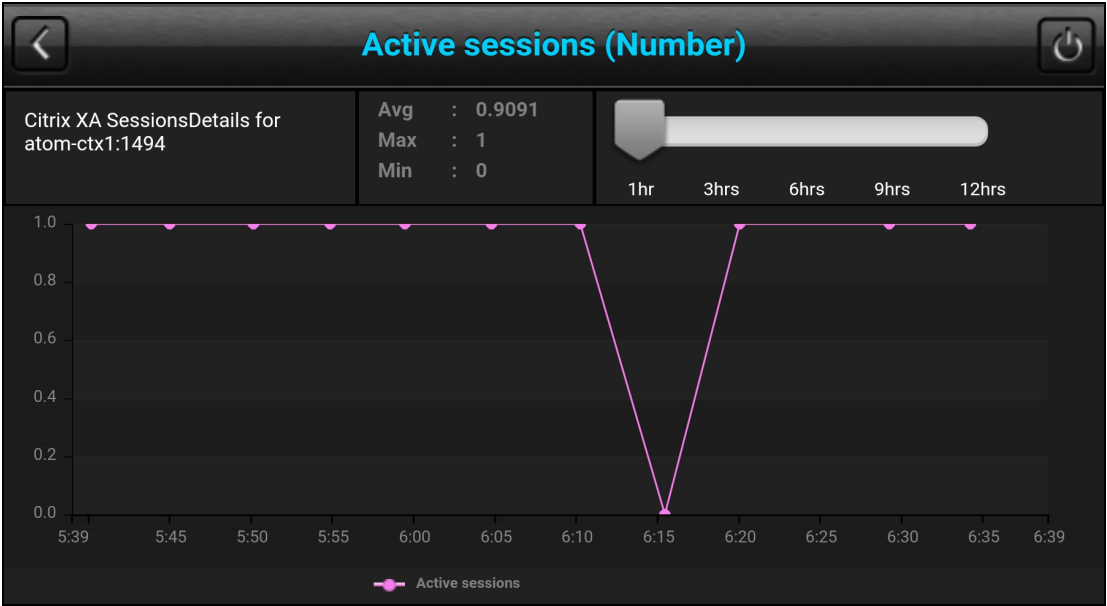 Active sessions (Number)
Citrix XA SessionsDetails for
atom-ctx1:1494
Avg : 0.9091
Max : 1
Min : 0
1hr 3hrs 6hrs 9hrs 12hrs
1.0
0.8
0.6
0.4
0.2
0.0
5:39 5:45 5:50 5:55 6:00 6:05 6:10 6:15 6:20 6:25 6:30 6:35 6:39
Active sessions